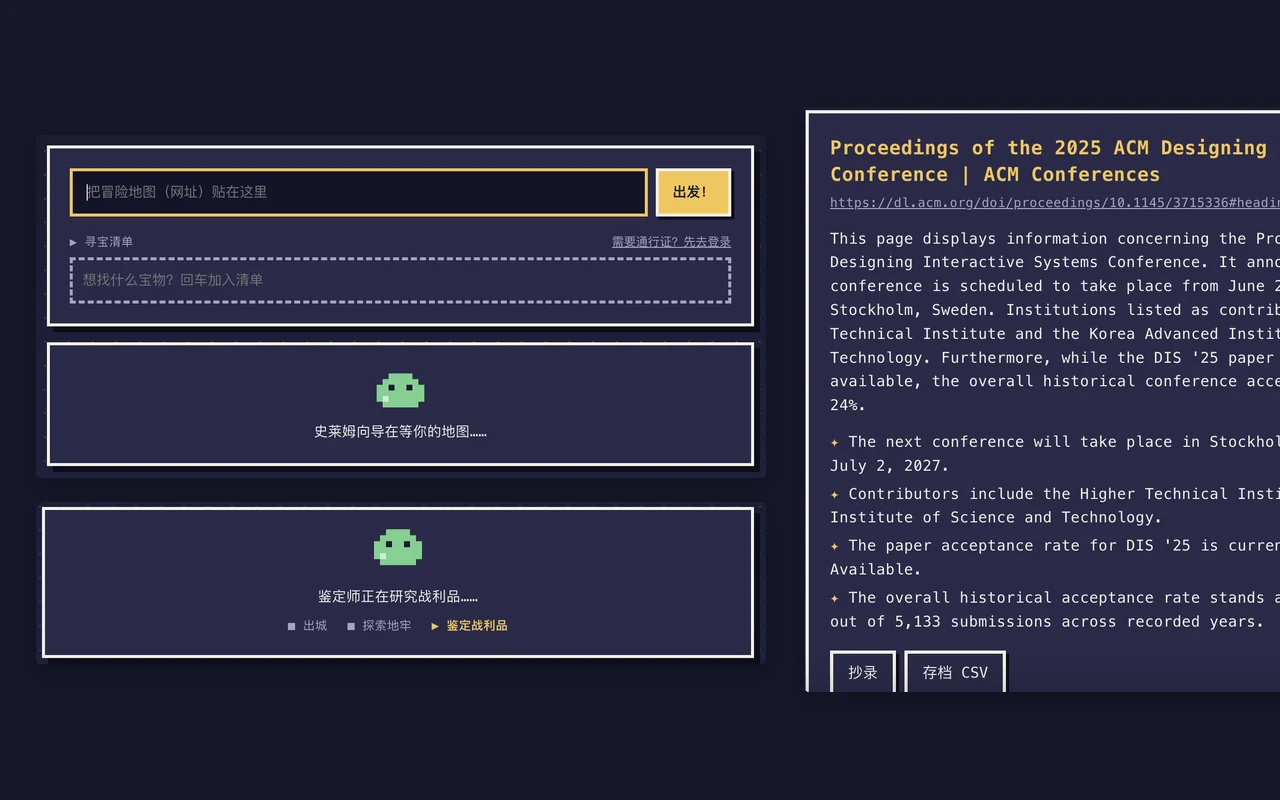 把冒险地图（网址）贴在这里
出发！
▶ 寻宝清单
需要通行证？先去登录
想找什么宝物？回车加入清单
史莱姆向导在等你的地图……
鉴定师正在研究战利品……
■ 出城 ■ 探索地牢 ▶ 鉴定战利品
Proceedings of the 2025 ACM Designing
Conference | ACM Conferences
https://dl.acm.org/doi/proceedings/10.1145/3715336#headin
This page displays information concerning the Pro
Designing Interactive Systems Conference. It anno
conference is scheduled to take place from June 2
Stockholm, Sweden. Institutions listed as contrib
Technical Institute and the Korea Advanced Instit
Technology. Furthermore, while the DIS '25 paper
available, the overall historical conference acce
24%.
✦ The next conference will take place in Stockhol
July 2, 2027.
✦ Contributors include the Higher Technical Insti
Institute of Science and Technology.
✦ The paper acceptance rate for DIS '25 is curren
Available.
✦ The overall historical acceptance rate stands a
out of 5,133 submissions across recorded years.
抄录
存档 CSV